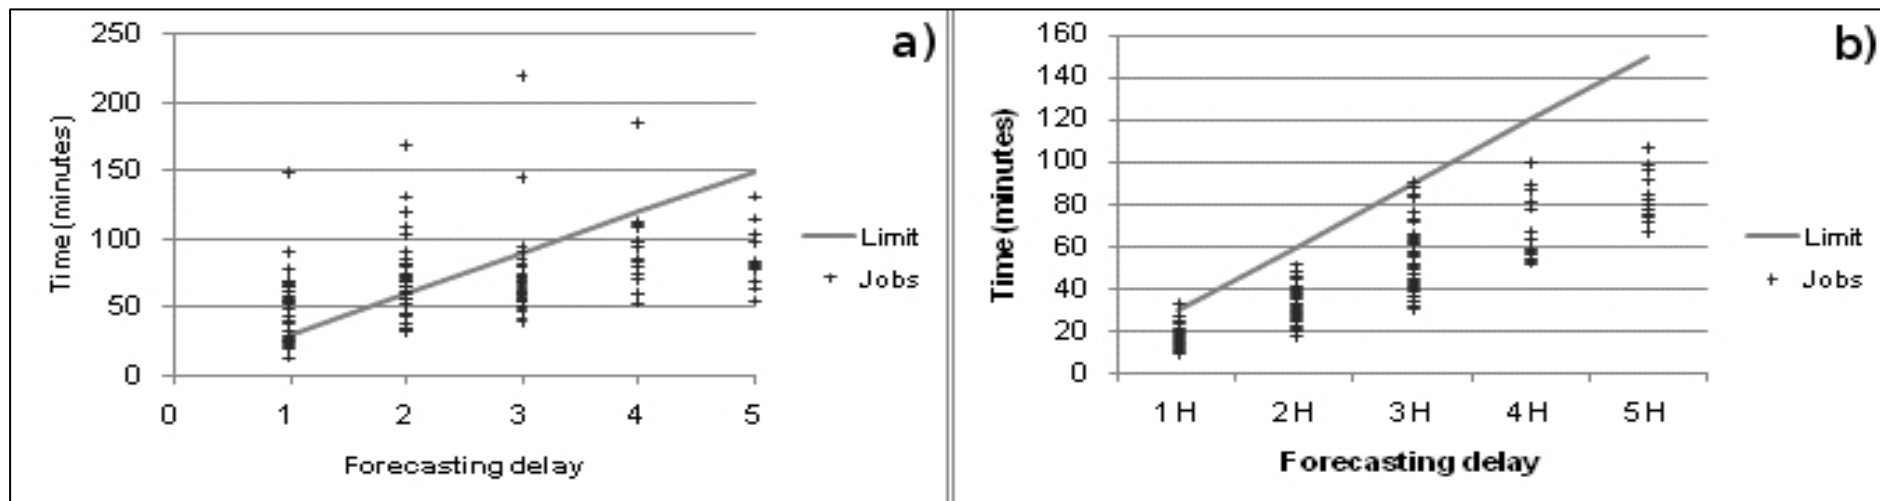 a)
250
200
150
100
50
0
Time (minutes)
0 1 2 3 4 5
Forecasting delay
Limit
Jobs
b)
160
140
120
100
80
60
40
20
0
Time (minutes)
1 H 2 H 3 H 4 H 5 H
Forecasting delay
Limit
Jobs